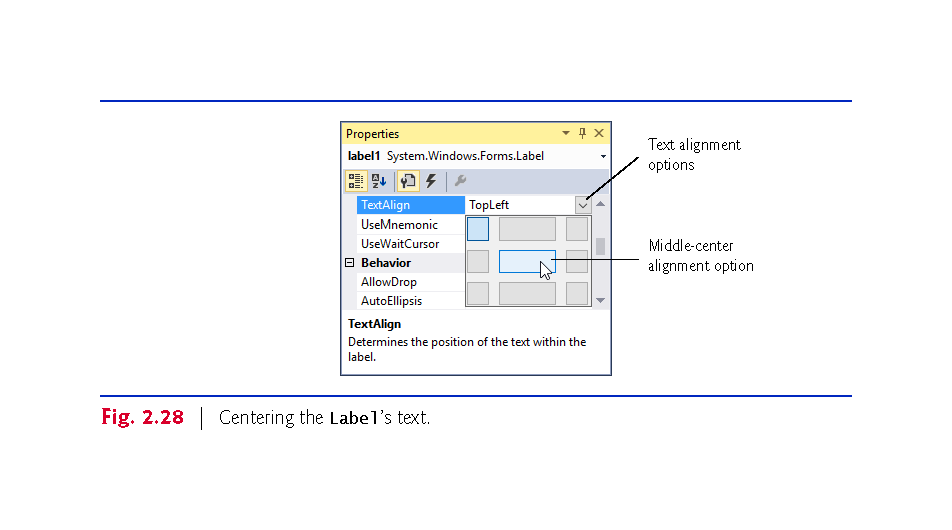 Properties
label1 System.Windows.Forms.Label
TextAlign TopLeft
UseMnemonic
UseWaitCursor
Behavior
AllowDrop
AutoEllipsis
TextAlign
Determines the position of the text within the
label.
Text alignment
options
Middle-center
alignment option
Fig. 2.28 | Centering the Label's text.